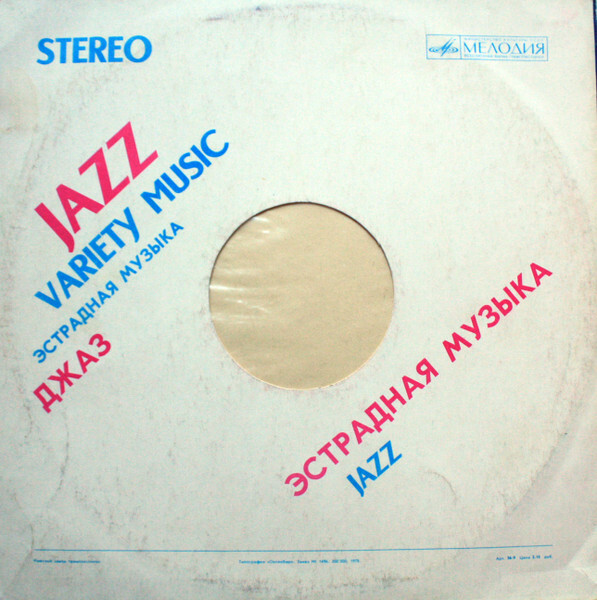 STEREO
МЕЛОДИЯ
JAZZ
VARIETY MUSIC
ЭСТРАДНАЯ МУЗЫКА
ДЖАЗ
ЭСТРАДНАЯ МУЗЫКА
JAZZ